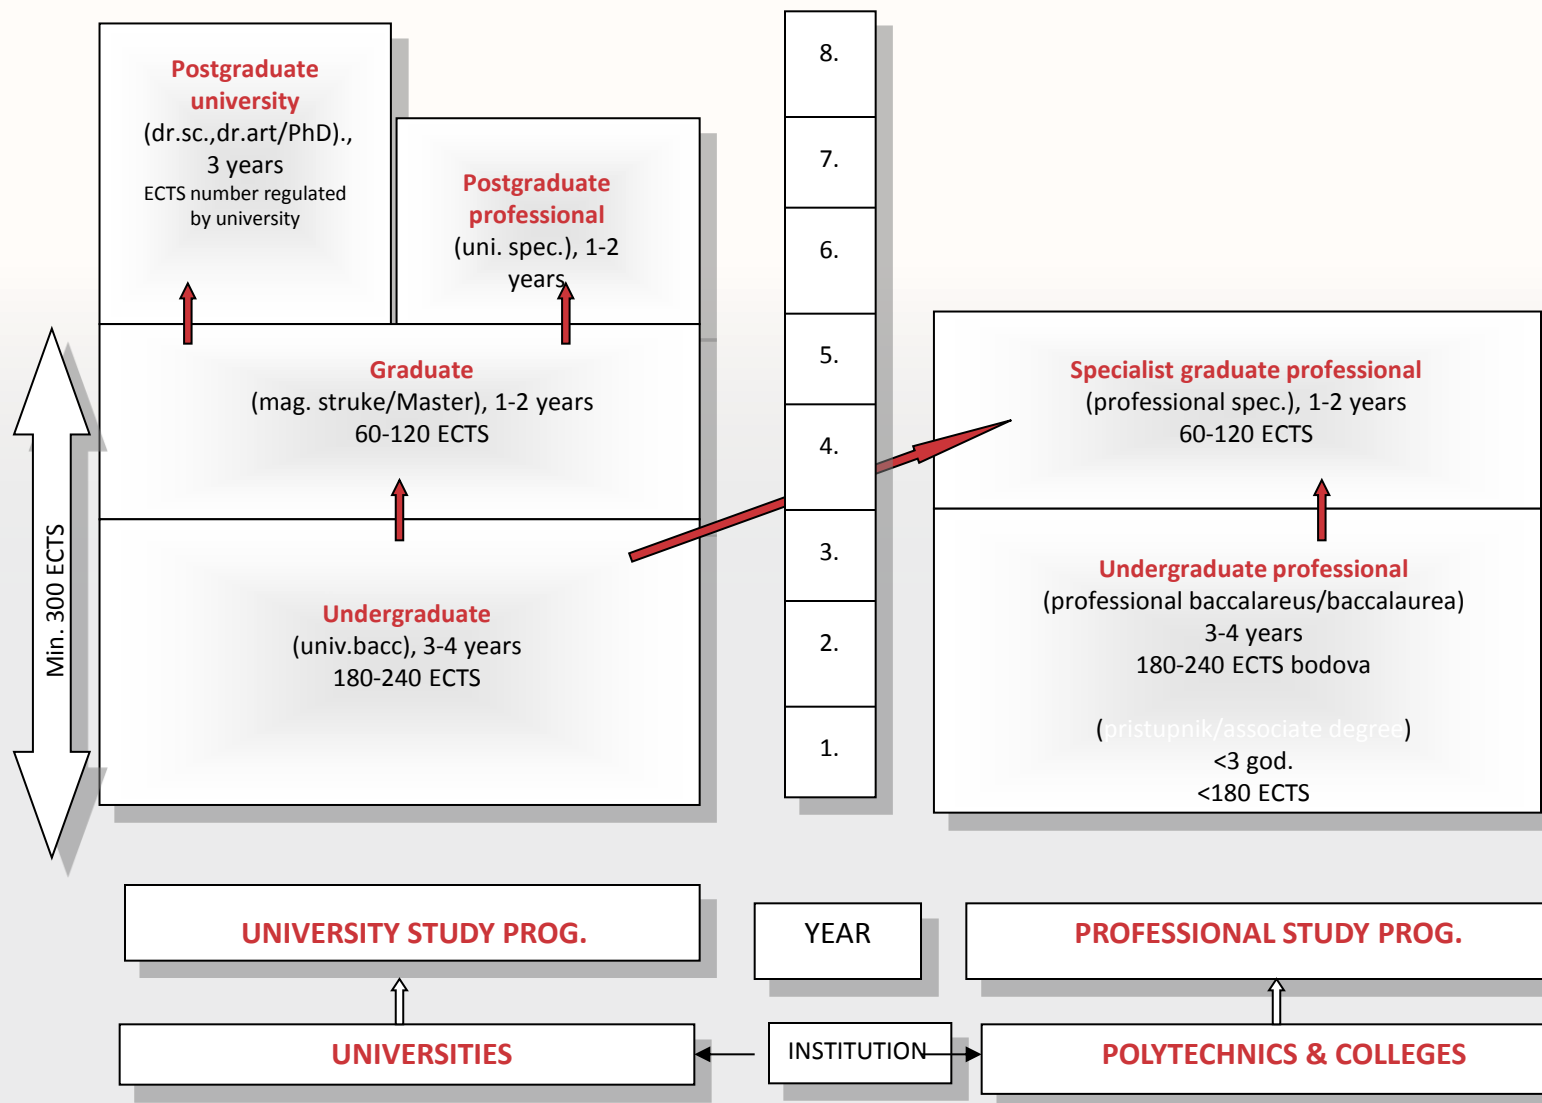 Postgraduate
university
(dr.sc.,dr.art/PhD).,
3 years
ECTS number regulated
by university
Postgraduate
professional
(uni. spec.), 1-2
years
Graduate
(mag. struke/Master), 1-2 years
60-120 ECTS
Undergraduate
(univ.bacc), 3-4 years
180-240 ECTS
Min. 300 ECTS
8.
7.
6.
5.
4.
3.
2.
1.
Specialist graduate professional
(professional spec.), 1-2 years
60-120 ECTS
Undergraduate professional
(professional baccalareus/baccalaurea)
3-4 years
180-240 ECTS bodova
(pristupnik/associate degree)
<3 god.
<180 ECTS
UNIVERSITY STUDY PROG.
YEAR
PROFESSIONAL STUDY PROG.
UNIVERSITIES
INSTITUTION
POLYTECHNICS & COLLEGES